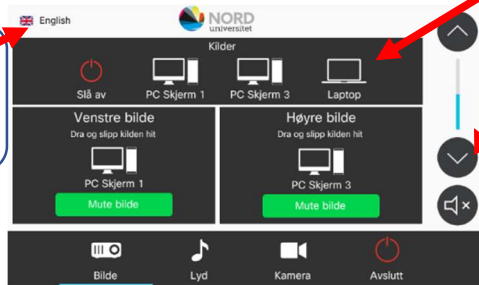 English
NORD
universitet
Kilder
Slå av PC Skjerm 1 PC Skjerm 3 Laptop
Venstre bilde
Dra og slipp kilden hit
PC Skjerm 1
Mute bilde
Høyre bilde
Dra og slipp kilden hit
PC Skjerm 3
Mute bilde
Bilde Lyd Kamera Avslutt